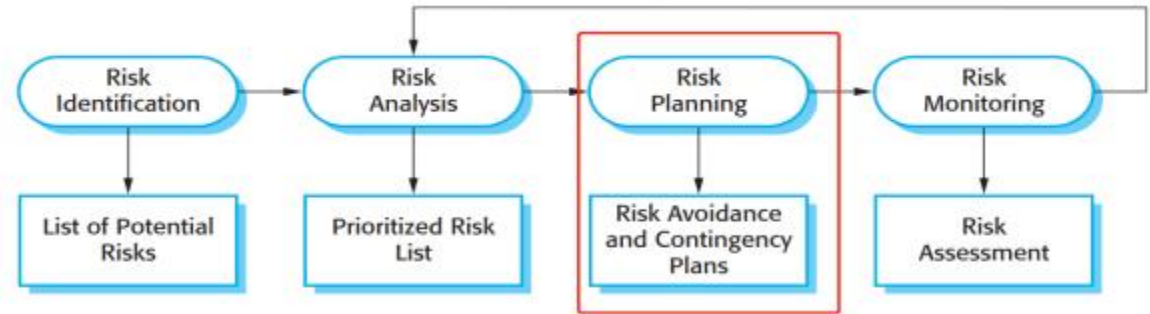 Risk
Identification
Risk
Analysis
Risk
Planning
Risk
Monitoring
List of Potential
Risks
Prioritized Risk
List
Risk Avoidance
and Contingency
Plans
Risk
Assessment